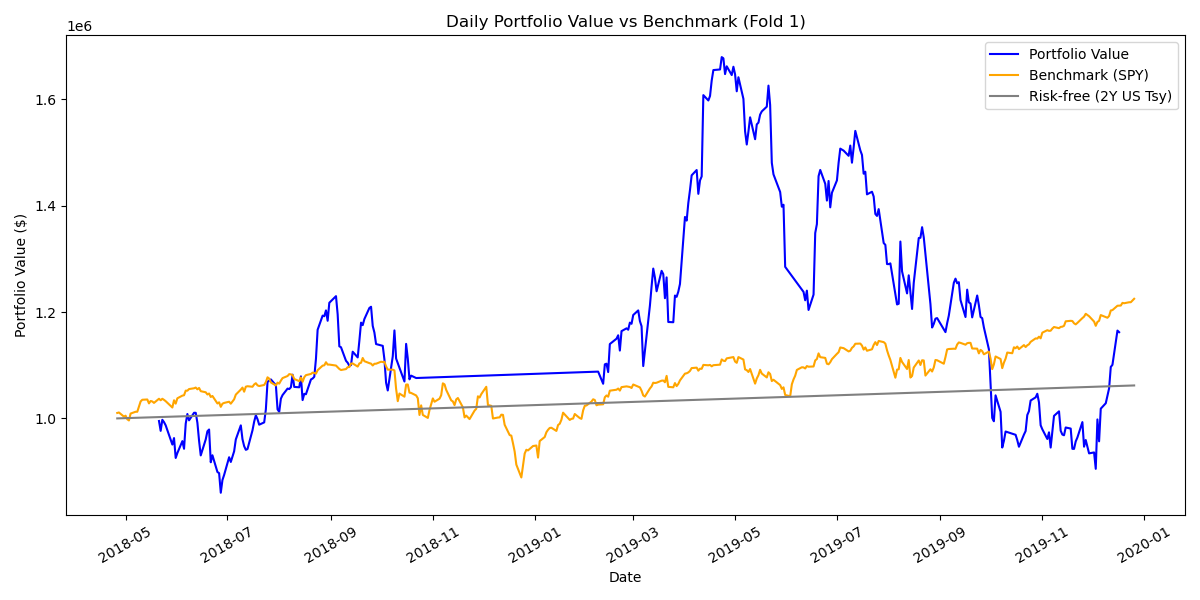 Daily Portfolio Value vs Benchmark (Fold 1)
1e6
Portfolio Value
Benchmark (SPY)
Risk-free (2Y US Tsy)
1.6
1.4
1.2
1.0
Portfolio Value ($)
2018-05
2018-07
2018-09
2018-11
2019-01
2019-03
2019-05
2019-07
2019-09
2019-11
2020-01
Date